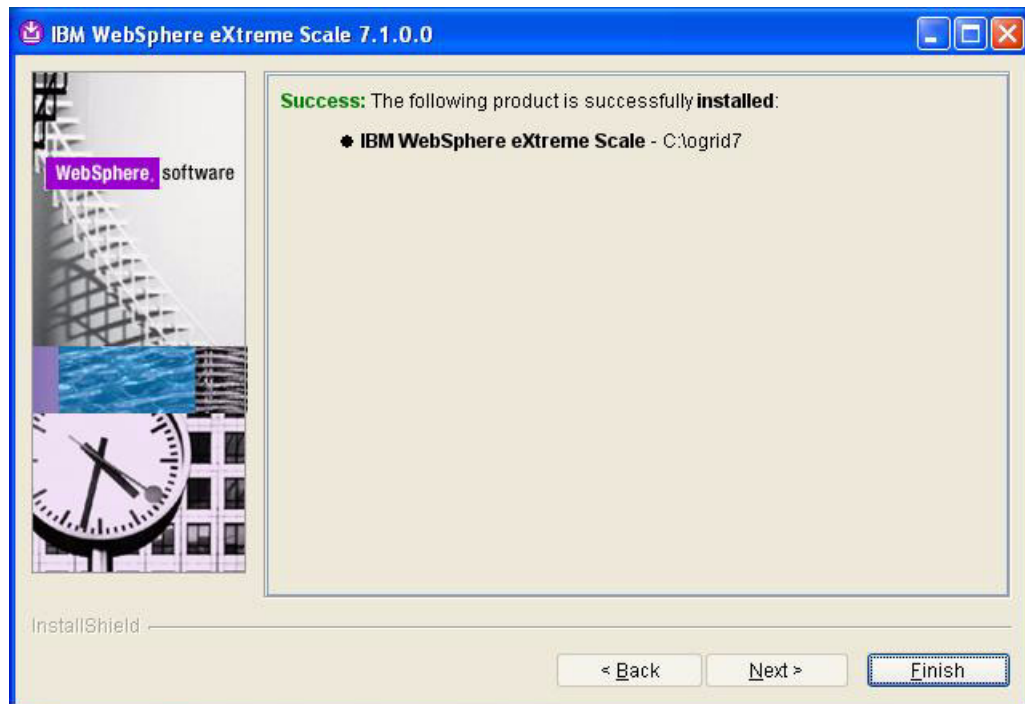 IBM WebSphere eXtreme Scale 7.1.0.0
WebSphere. software
Success: The following product is successfully installed:
• IBM WebSphere eXtreme Scale - C:\ogrid7
InstallShield
< Back Next > Finish